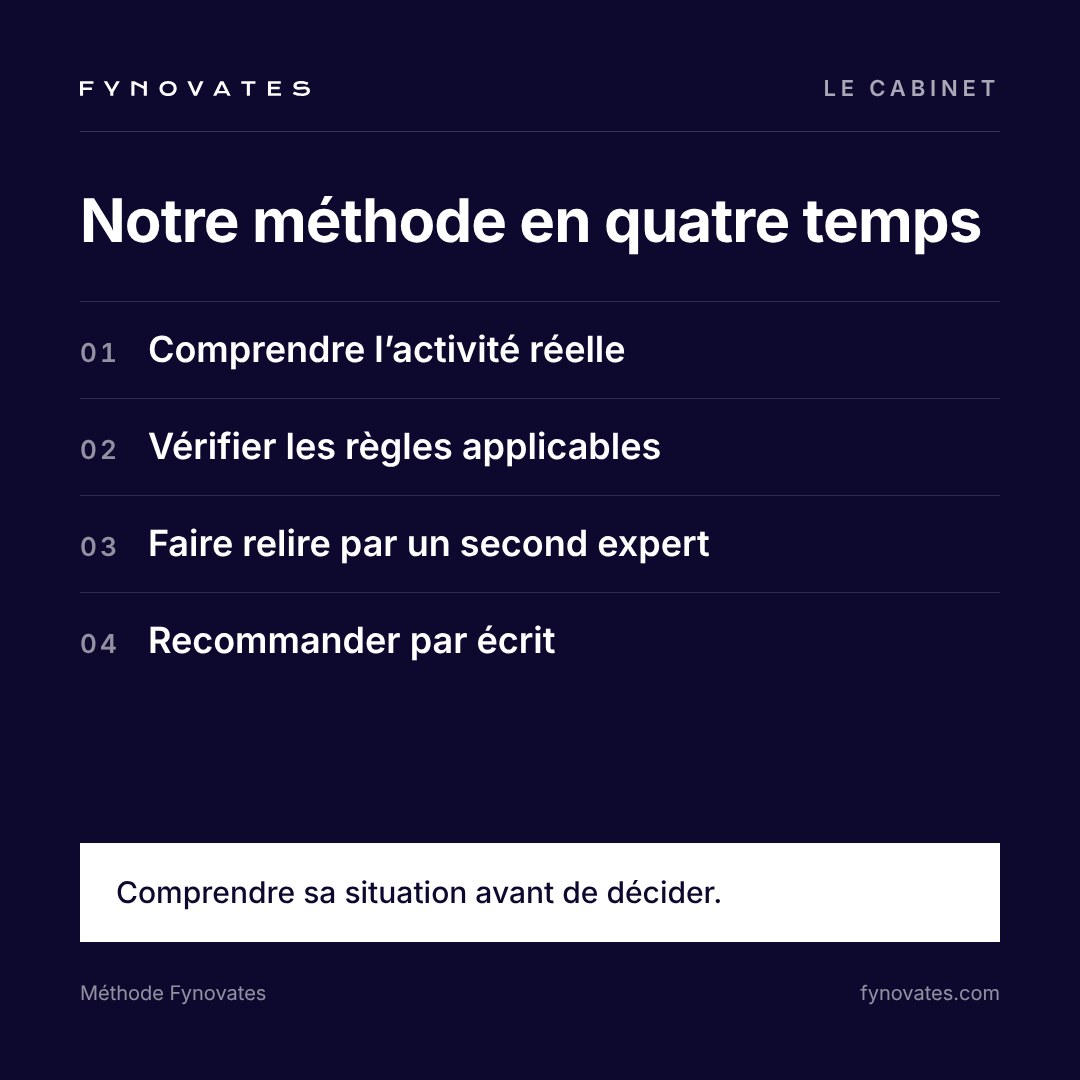 FYNOVATES
LE CABINET
Notre méthode en quatre temps
01 Comprendre l’activité réelle
02 Vérifier les règles applicables
03 Faire relire par un second expert
04 Recommander par écrit
Comprendre sa situation avant de décider.
Méthode Fynovates
fynovates.com